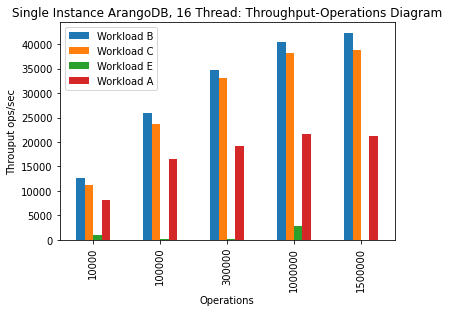 Single Instance ArangoDB, 16 Thread: Throughput-Operations Diagram
Workload B
Workload C
Workload E
Workload A
40000
35000
30000
25000
20000
15000
10000
5000
0
Throuput ops/sec
10000
100000
300000
1000000
1500000
Operations